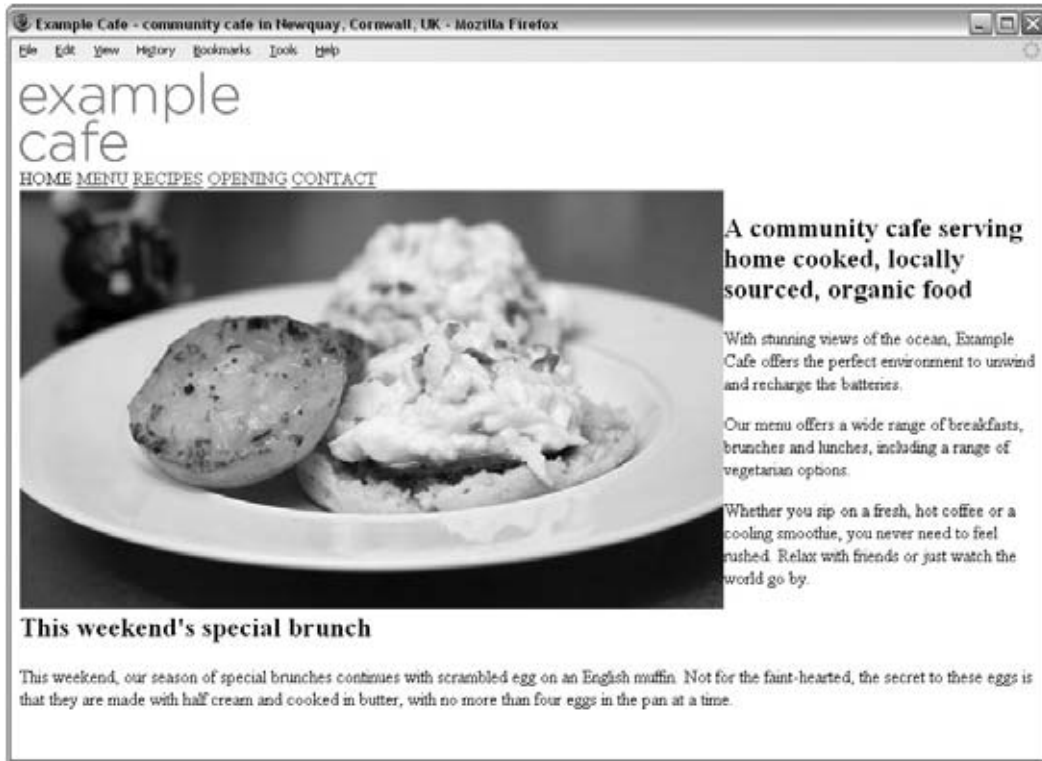 Example Cafe - community cafe in Newquay, Cornwall, UK - Mozilla Firefox
File Edit View History Bookmarks Tools Help
example
cafe
HOME MENU RECIPES OPENING CONTACT
A community cafe serving
home cooked, locally
sourced, organic food
With stunning views of the ocean, Example
Cafe offers the perfect environment to unwind
and recharge the batteries.
Our menu offers a wide range of breakfasts,
brunches and lunches, including a range of
vegetarian options.
Whether you sip on a fresh, hot coffee or a
cooling smoothie, you never need to feel
rushed. Relax with friends or just watch the
world go by.
This weekend's special brunch
This weekend, our season of special brunches continues with scrambled egg on an English muffin. Not for the faint-hearted, the secret to these eggs is
that they are made with half cream and cooked in butter, with no more than four eggs in the pan at a time.